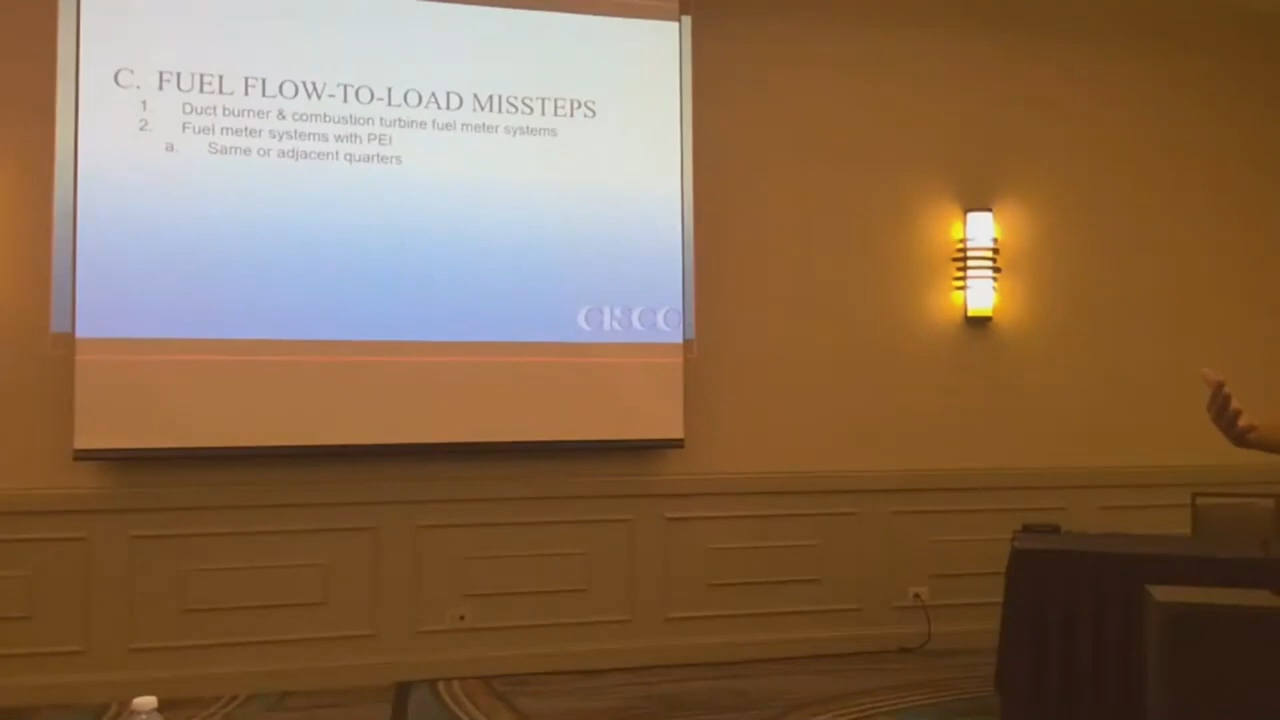 C. FUEL FLOW-TO-LOAD MISSTEPS
1. Duct burner & combustion turbine fuel meter systems
2. Fuel meter systems with PEI
a. Same or adjacent quarters
CISCO